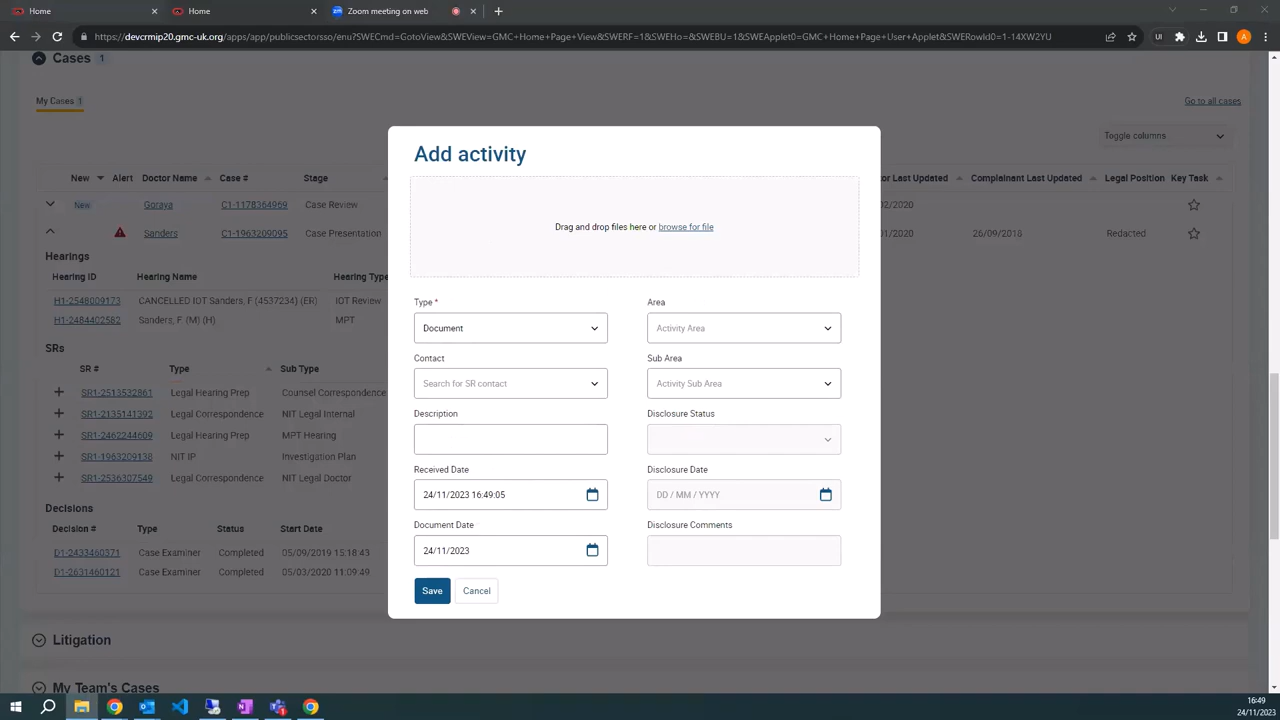 Home
Home
Zoom meeting on web
https://devcrmip20.gmc-uk.org/apps/app/publicsectorsso/enu?SWECmd=GotoView&SWEView=GMC+Home+Page+View&SWERF=1&SWEHo=&SWEBU=1&SWEApplet0=GMC+Home+Page+User+Applet&SWERowId0=1-14XW2YU
UI
A
Cases 1
My Cases 1
Go to all cases
Toggle columns
New Alert Doctor Name Case # Stage
tor Last Updated Complainant Last Updated Legal Position Key Task
New Goraya C1-1178364969 Case Review
02/2020
Sanders C1-1963209095 Case Presentation
01/2020 26/09/2018 Redacted
Hearings
Hearing ID Hearing Name Hearing Type
H1-2548009173 CANCELLED IOT Sanders, F (4537234) (ER) IOT Review
H1-2484402582 Sanders, F. (M) (H) MPT
SRs
SR # Type Sub Type
SR1-2513532861 Legal Hearing Prep Counsel Correspondence
SR1-2135141392 Legal Correspondence NIT Legal Internal
SR1-2462244609 Legal Hearing Prep MPT Hearing
SR1-1963209138 NIT IP Investigation Plan
SR1-2536307549 Legal Correspondence NIT Legal Doctor
Decisions
Decision # Type Status Start Date
D1-2433460371 Case Examiner Completed 05/09/2019 15:18:43
D1-2631460121 Case Examiner Completed 05/03/2020 11:09:49
Litigation
My Team's Cases
Add activity
Drag and drop files here or browse for file
Type *
Area
Document
Activity Area
Contact
Sub Area
Search for SR contact
Activity Sub Area
Description
Disclosure Status
Received Date
Disclosure Date
24/11/2023 16:49:05
DD / MM / YYYY
Document Date
Disclosure Comments
24/11/2023
Save
Cancel
16:49
24/11/2023